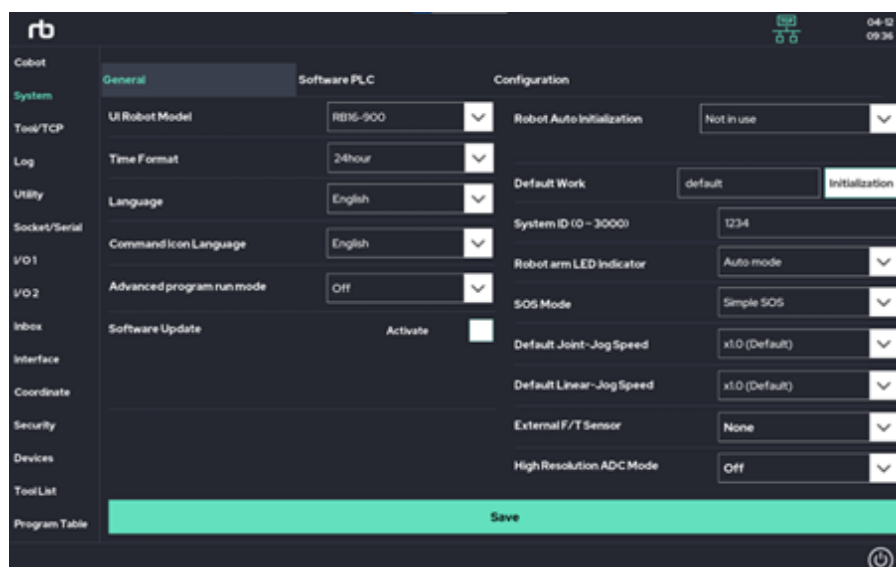 rb
TCP
04-12
09:36
Cobot
System
Tool/TCP
Log
Utility
Socket/Serial
I/O 1
I/O 2
Inbox
Interface
Coordinate
Security
Devices
Tool List
Program Table
General
Software PLC
Configuration
UI Robot Model
RB16-900
Time Format
24hour
Language
English
Command Icon Language
English
Advanced program run mode
Off
Software Update
Activate
Robot Auto Initialization
Not in use
Default Work
default
Initialization
System ID (0 ~ 3000)
1234
Robot arm LED Indicator
Auto mode
SOS Mode
Simple SOS
Default Joint-Jog Speed
x1.0 (Default)
Default Linear-Jog Speed
x1.0 (Default)
External F/T Sensor
None
High Resolution ADC Mode
Off
Save